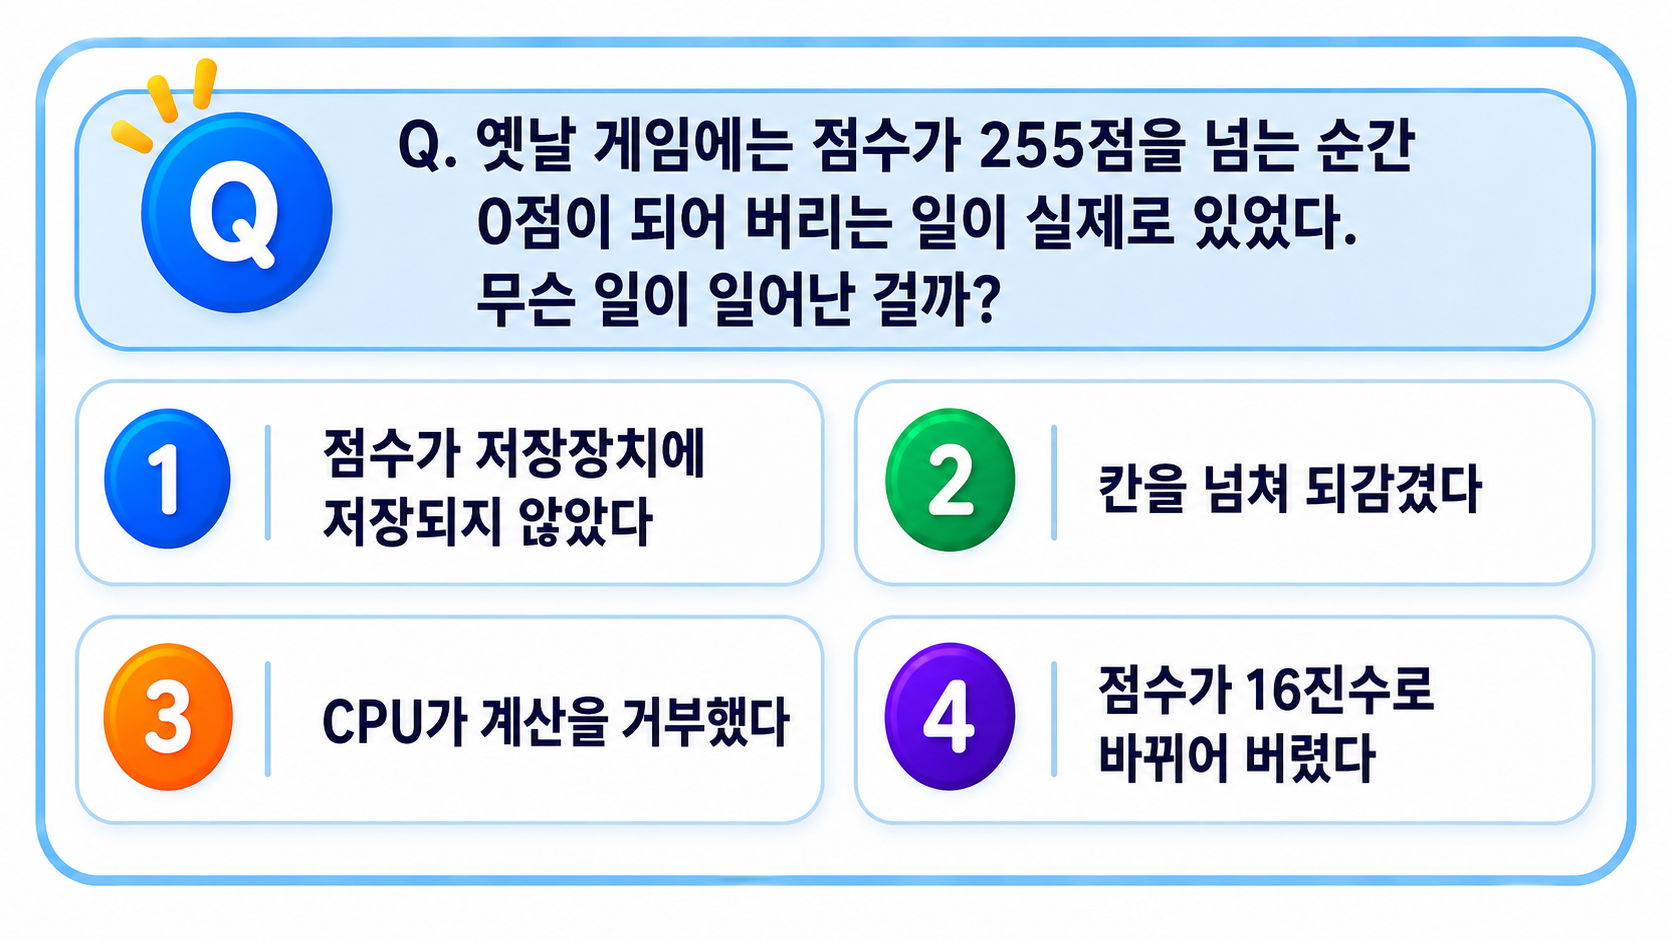 Q
Q. 옛날 게임에는 점수가 255점을 넘는 순간
0점이 되어 버리는 일이 실제로 있었다.
무슨 일이 일어난 걸까?
1
점수가 저장장치에
저장되지 않았다
2
칸을 넘쳐 되감겼다
3
CPU가 계산을 거부했다
4
점수가 16진수로
바뀌어 버렸다